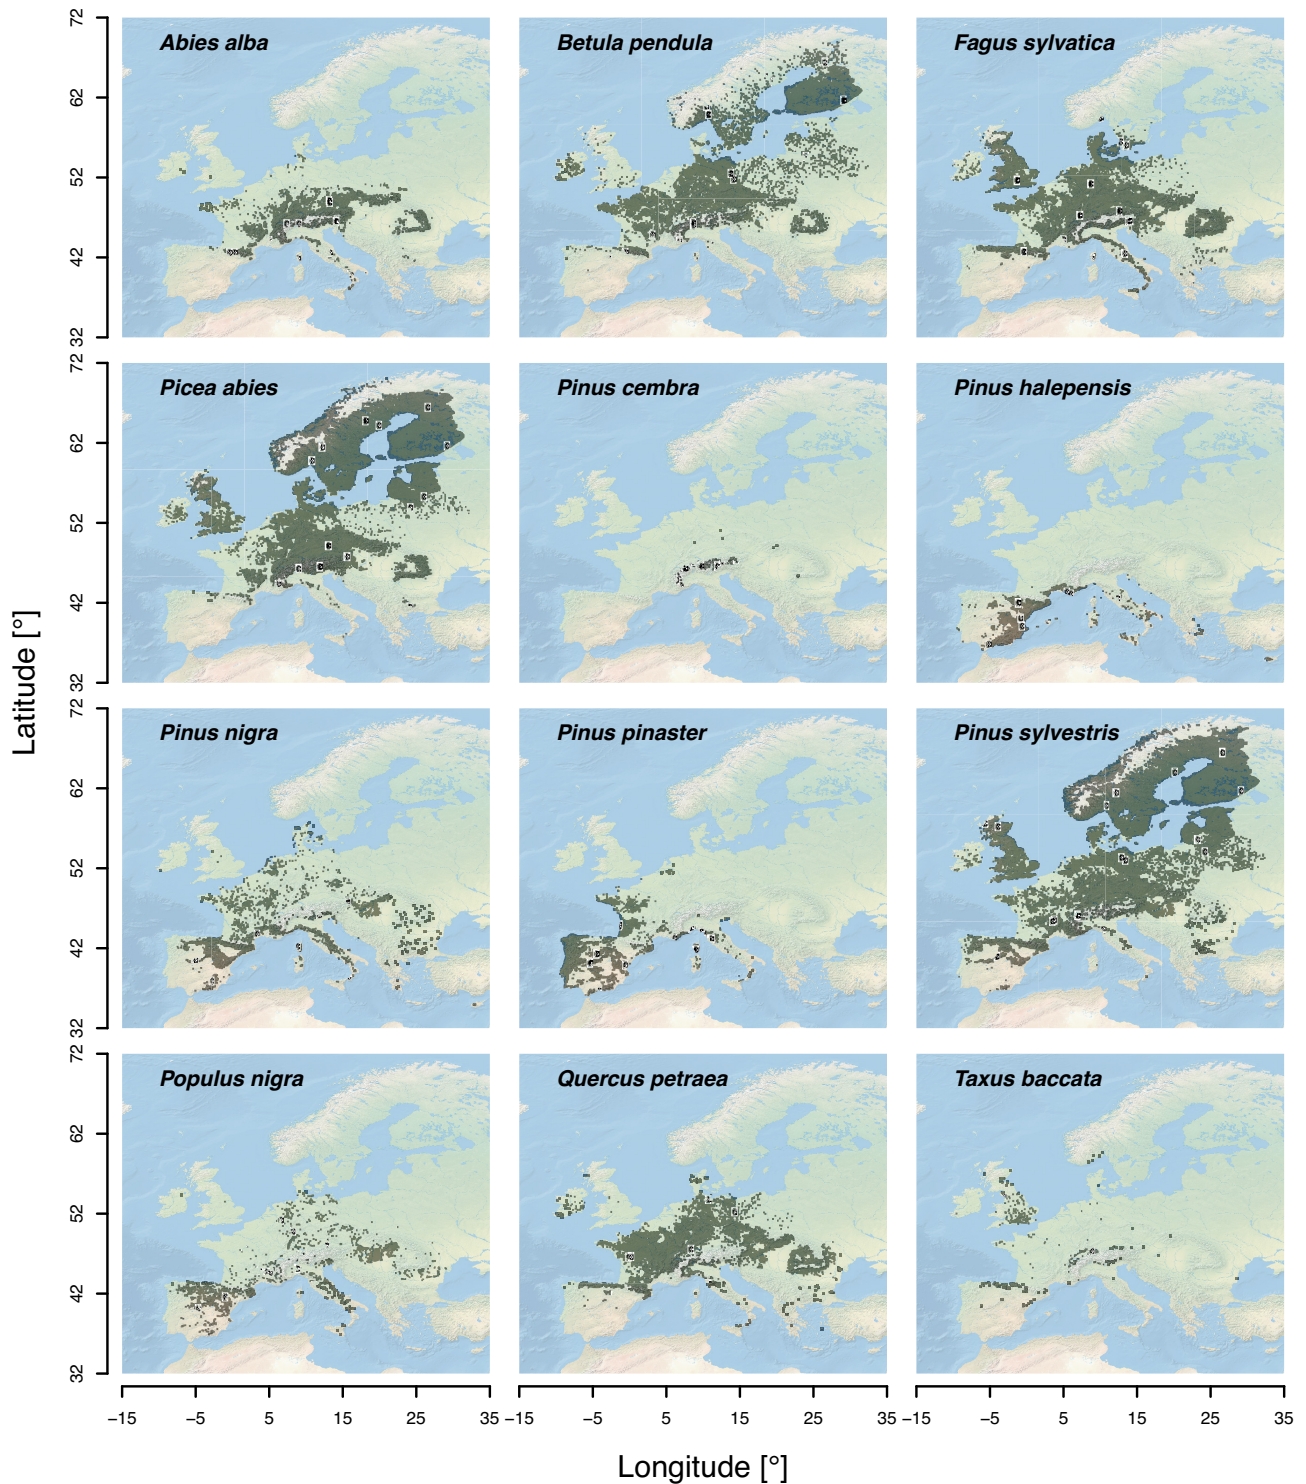 Abies alba
Betula pendula
Fagus sylvatica
72
62
52
42
32
Picea abies
Pinus cembra
Pinus halepensis
72
62
52
42
32
Latitude [°]
Pinus nigra
Pinus pinaster
Pinus sylvestris
72
62
52
42
32
Populus nigra
Quercus petraea
Taxus baccata
72
62
52
42
32
−15 −5 5 15 25 35
−15 −5 5 15 25 35
−15 −5 5 15 25 35
Longitude [°]